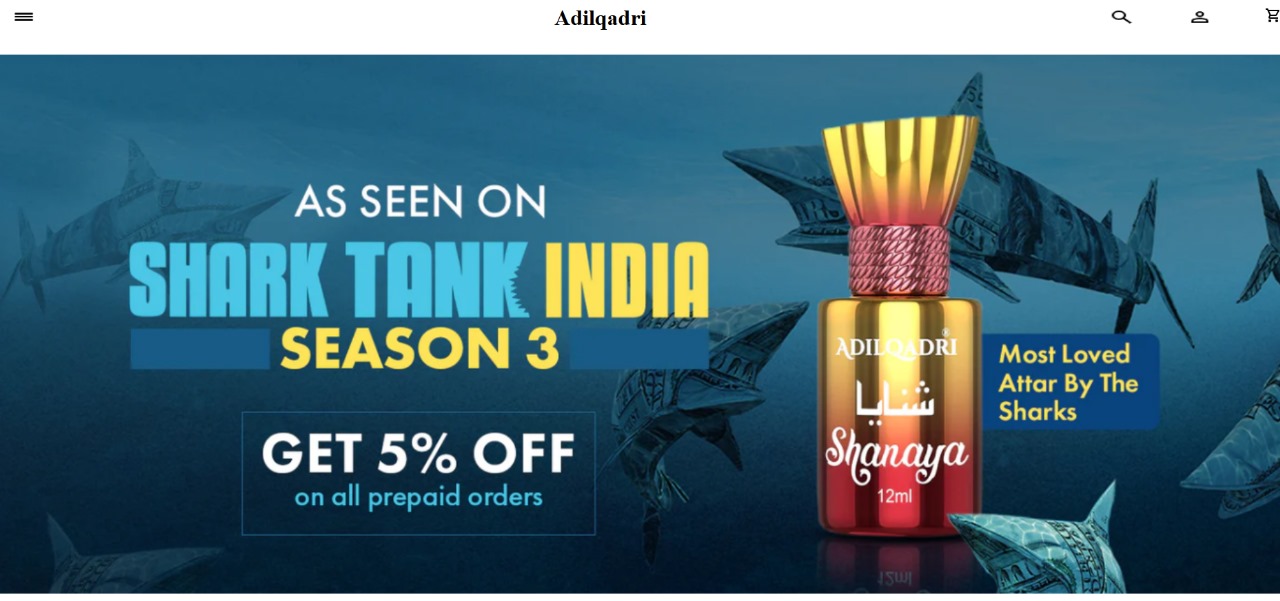 Adilqadri
AS SEEN ON
SHARK TANK INDIA
SEASON 3
GET 5% OFF
on all prepaid orders
ADILQADRI®
شنايا
Shanaya
12ml
Most Loved
Attar By The
Sharks
12ml